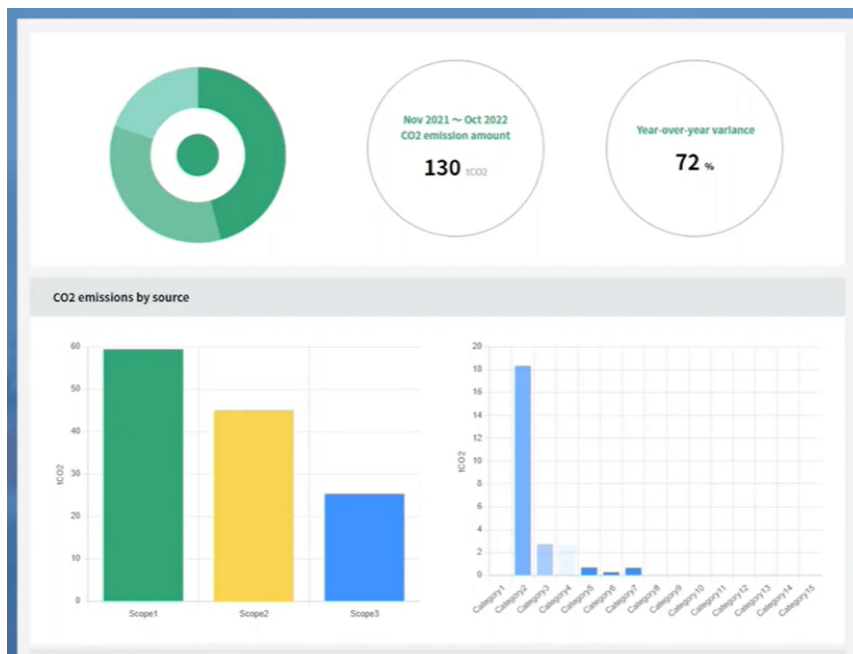 Nov 2021 ～ Oct 2022
CO2 emission amount
130 tCO2
Year-over-year variance
72 %
CO2 emissions by source
60
50
40
30
20
10
0
tCO2
Scope1
Scope2
Scope3
20
18
16
14
12
10
8
6
4
2
0
tCO2
Category1
Category2
Category3
Category4
Category5
Category6
Category7
Category8
Category9
Category10
Category11
Category12
Category13
Category14
Category15